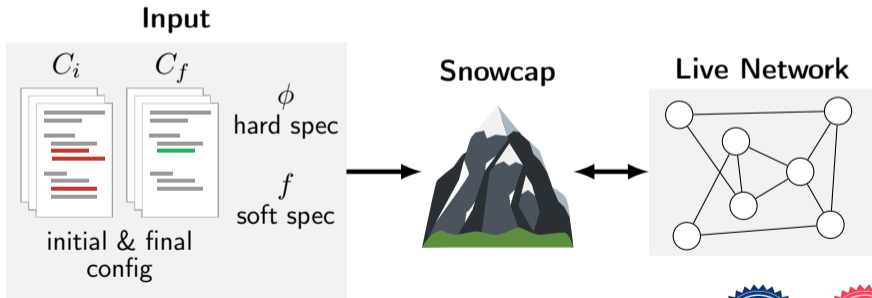 Input
C_i C_f
ϕ
hard spec
f
soft spec
initial & final
config
Snowcap
Live Network